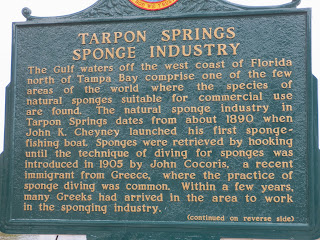 TARPON SPRINGS
SPONGE INDUSTRY
The Gulf waters off the west coast of Florida
north of Tampa Bay comprise one of the few
areas of the world where the species of
natural sponges suitable for commercial use
are found. The natural sponge industry in
Tarpon Springs dates from about 1890 when
John K. Cheyney launched his first sponge-
fishing boat. Sponges were retrieved by hooking
until the technique of diving for sponges was
introduced in 1905 by John Cocoris, a recent
immigrant from Greece, where the practice of
sponge diving was common. Within a few years,
many Greeks had arrived in the area to work
in the sponging industry.
(continued on reverse side)